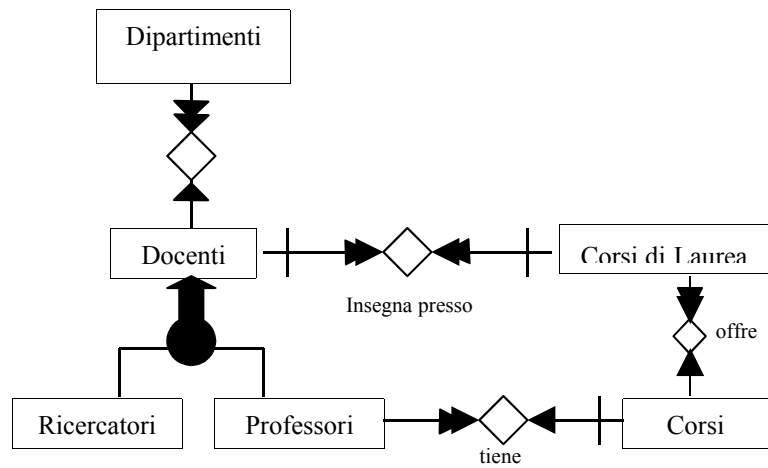 Dipartimenti
Docenti
Corsi di Laurea
Insegna presso
offre
Ricercatori
Professori
Corsi
tiene